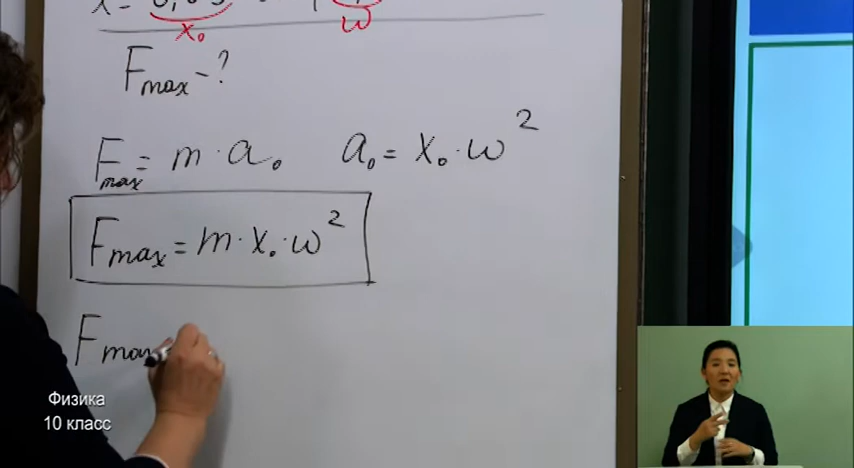 x₀ ω
Fmax - ?
Fmax = m · a₀ a₀ = x₀ · ω²
Fmax = m · x₀ · ω²
Fmax
Физика
10 класс